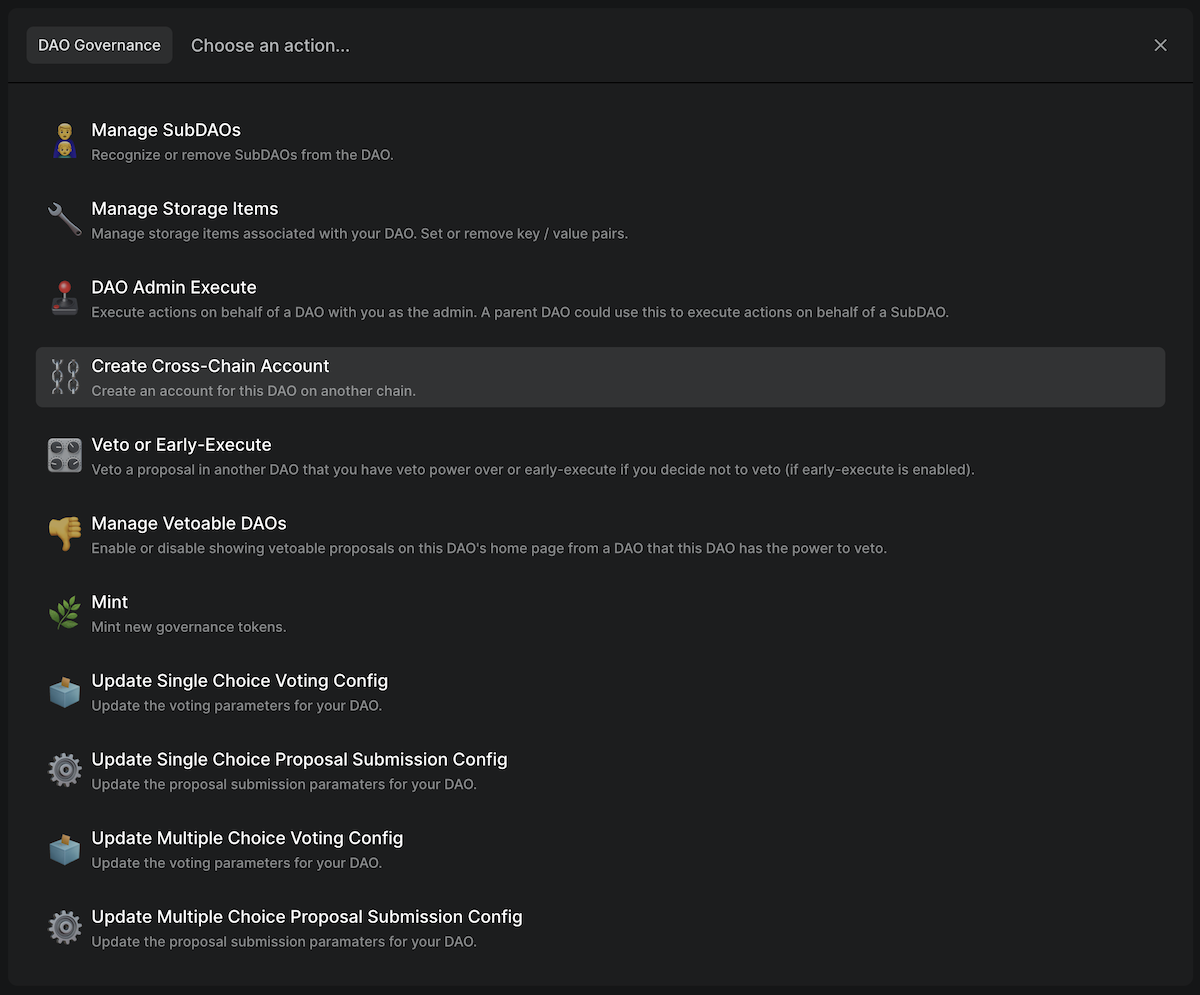 DAO Governance Choose an action...
Manage SubDAOs
Recognize or remove SubDAOs from the DAO.
Manage Storage Items
Manage storage items associated with your DAO. Set or remove key / value pairs.
DAO Admin Execute
Execute actions on behalf of a DAO with you as the admin. A parent DAO could use this to execute actions on behalf of a SubDAO.
Create Cross-Chain Account
Create an account for this DAO on another chain.
Veto or Early-Execute
Veto a proposal in another DAO that you have veto power over or early-execute if you decide not to veto (if early-execute is enabled).
Manage Vetoable DAOs
Enable or disable showing vetoable proposals on this DAO's home page from a DAO that this DAO has the power to veto.
Mint
Mint new governance tokens.
Update Single Choice Voting Config
Update the voting parameters for your DAO.
Update Single Choice Proposal Submission Config
Update the proposal submission paramaters for your DAO.
Update Multiple Choice Voting Config
Update the voting parameters for your DAO.
Update Multiple Choice Proposal Submission Config
Update the proposal submission paramaters for your DAO.